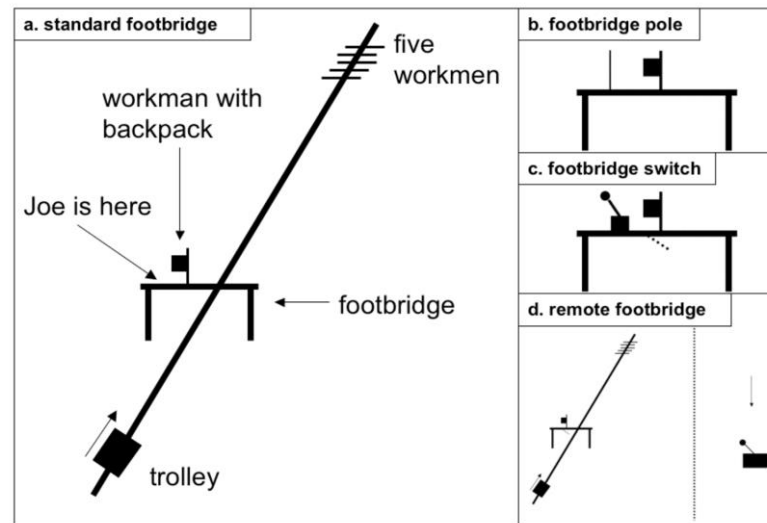 a. standard footbridge
five
workmen
workman with
backpack
Joe is here
footbridge
trolley
b. footbridge pole
c. footbridge switch
d. remote footbridge